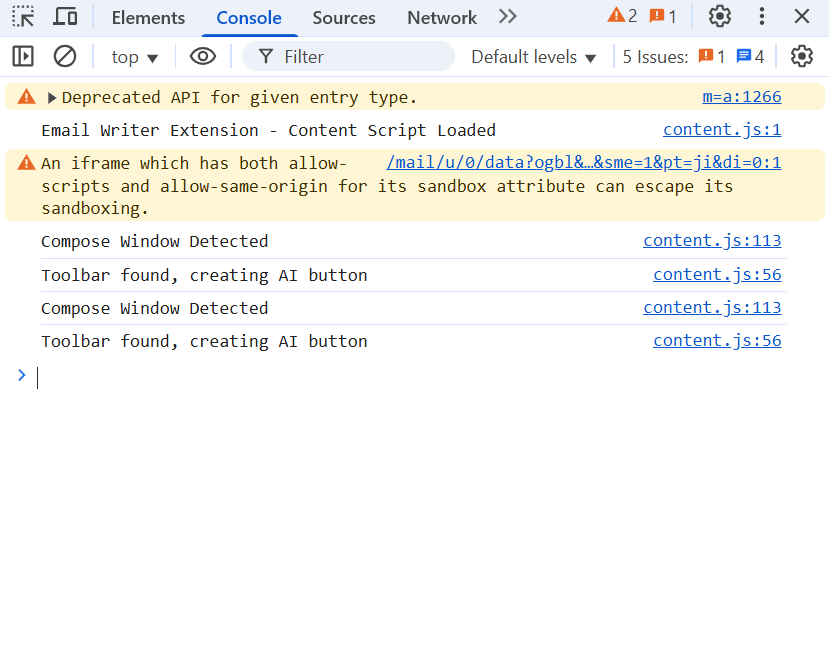 Elements Console Sources Network 2 1
top Filter Default levels 5 Issues: 1 4
Deprecated API for given entry type. m=a:1266
Email Writer Extension - Content Script Loaded content.js:1
An iframe which has both allow- /mail/u/0/data?ogbl&…&sme=1&pt=ji&di=0:1
scripts and allow-same-origin for its sandbox attribute can escape its
sandboxing.
Compose Window Detected content.js:113
Toolbar found, creating AI button content.js:56
Compose Window Detected content.js:113
Toolbar found, creating AI button content.js:56